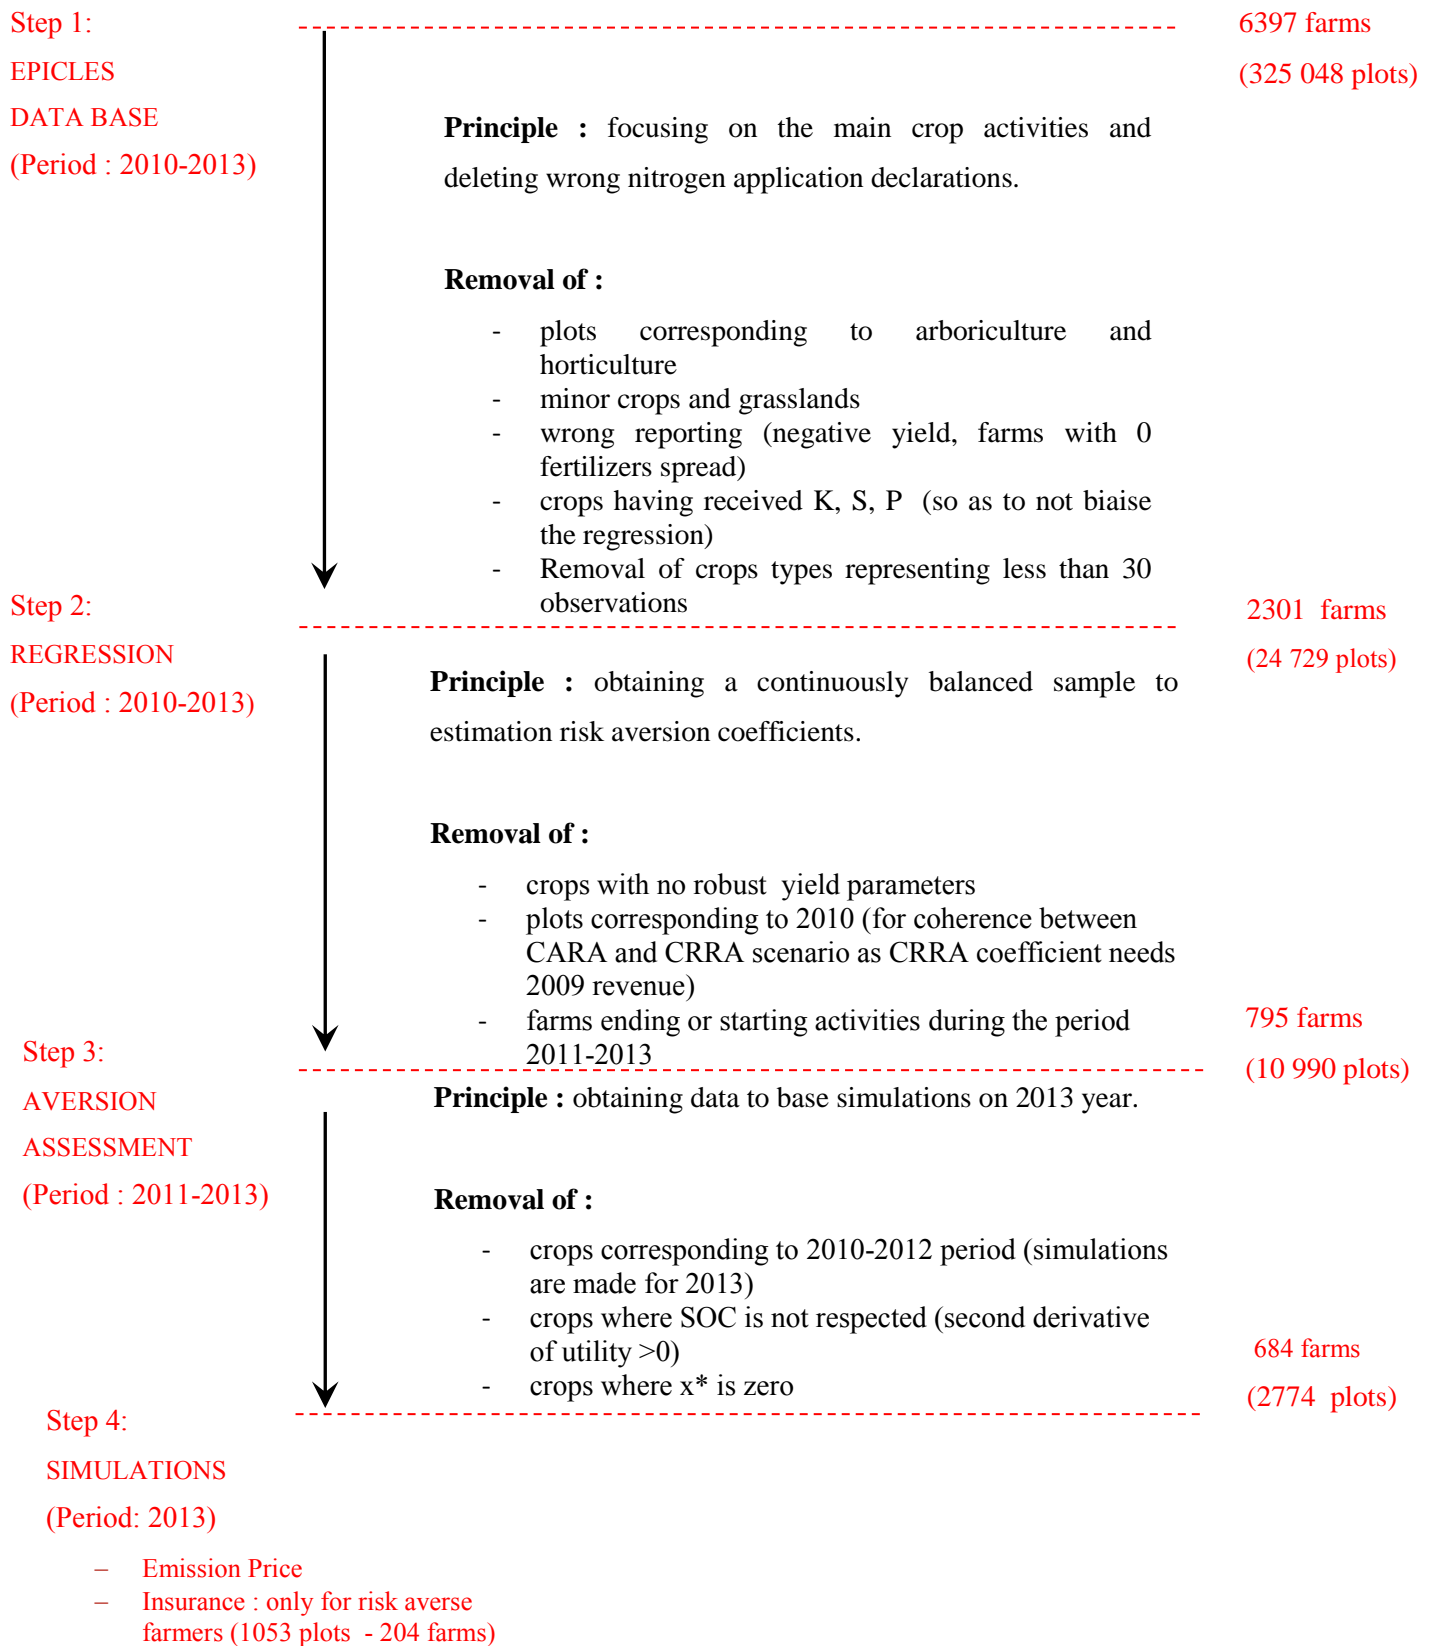 Step 1:
EPICLES
DATA BASE
(Period : 2010-2013)
6397 farms
(325 048 plots)
Principle : focusing on the main crop activities and
deleting wrong nitrogen application declarations.
Removal of :
- plots corresponding to arboriculture and
horticulture
- minor crops and grasslands
- wrong reporting (negative yield, farms with 0
fertilizers spread)
- crops having received K, S, P (so as to not biaise
the regression)
- Removal of crops types representing less than 30
observations
Step 2:
REGRESSION
(Period : 2010-2013)
2301 farms
(24 729 plots)
Principle : obtaining a continuously balanced sample to
estimation risk aversion coefficients.
Removal of :
- crops with no robust yield parameters
- plots corresponding to 2010 (for coherence between
CARA and CRRA scenario as CRRA coefficient needs
2009 revenue)
- farms ending or starting activities during the period
2011-2013
Step 3:
AVERSION
ASSESSMENT
(Period : 2011-2013)
795 farms
(10 990 plots)
Principle : obtaining data to base simulations on 2013 year.
Removal of :
- crops corresponding to 2010-2012 period (simulations
are made for 2013)
- crops where SOC is not respected (second derivative
of utility >0)
- crops where x* is zero
684 farms
(2774 plots)
Step 4:
SIMULATIONS
(Period: 2013)
– Emission Price
– Insurance : only for risk averse
farmers (1053 plots - 204 farms)